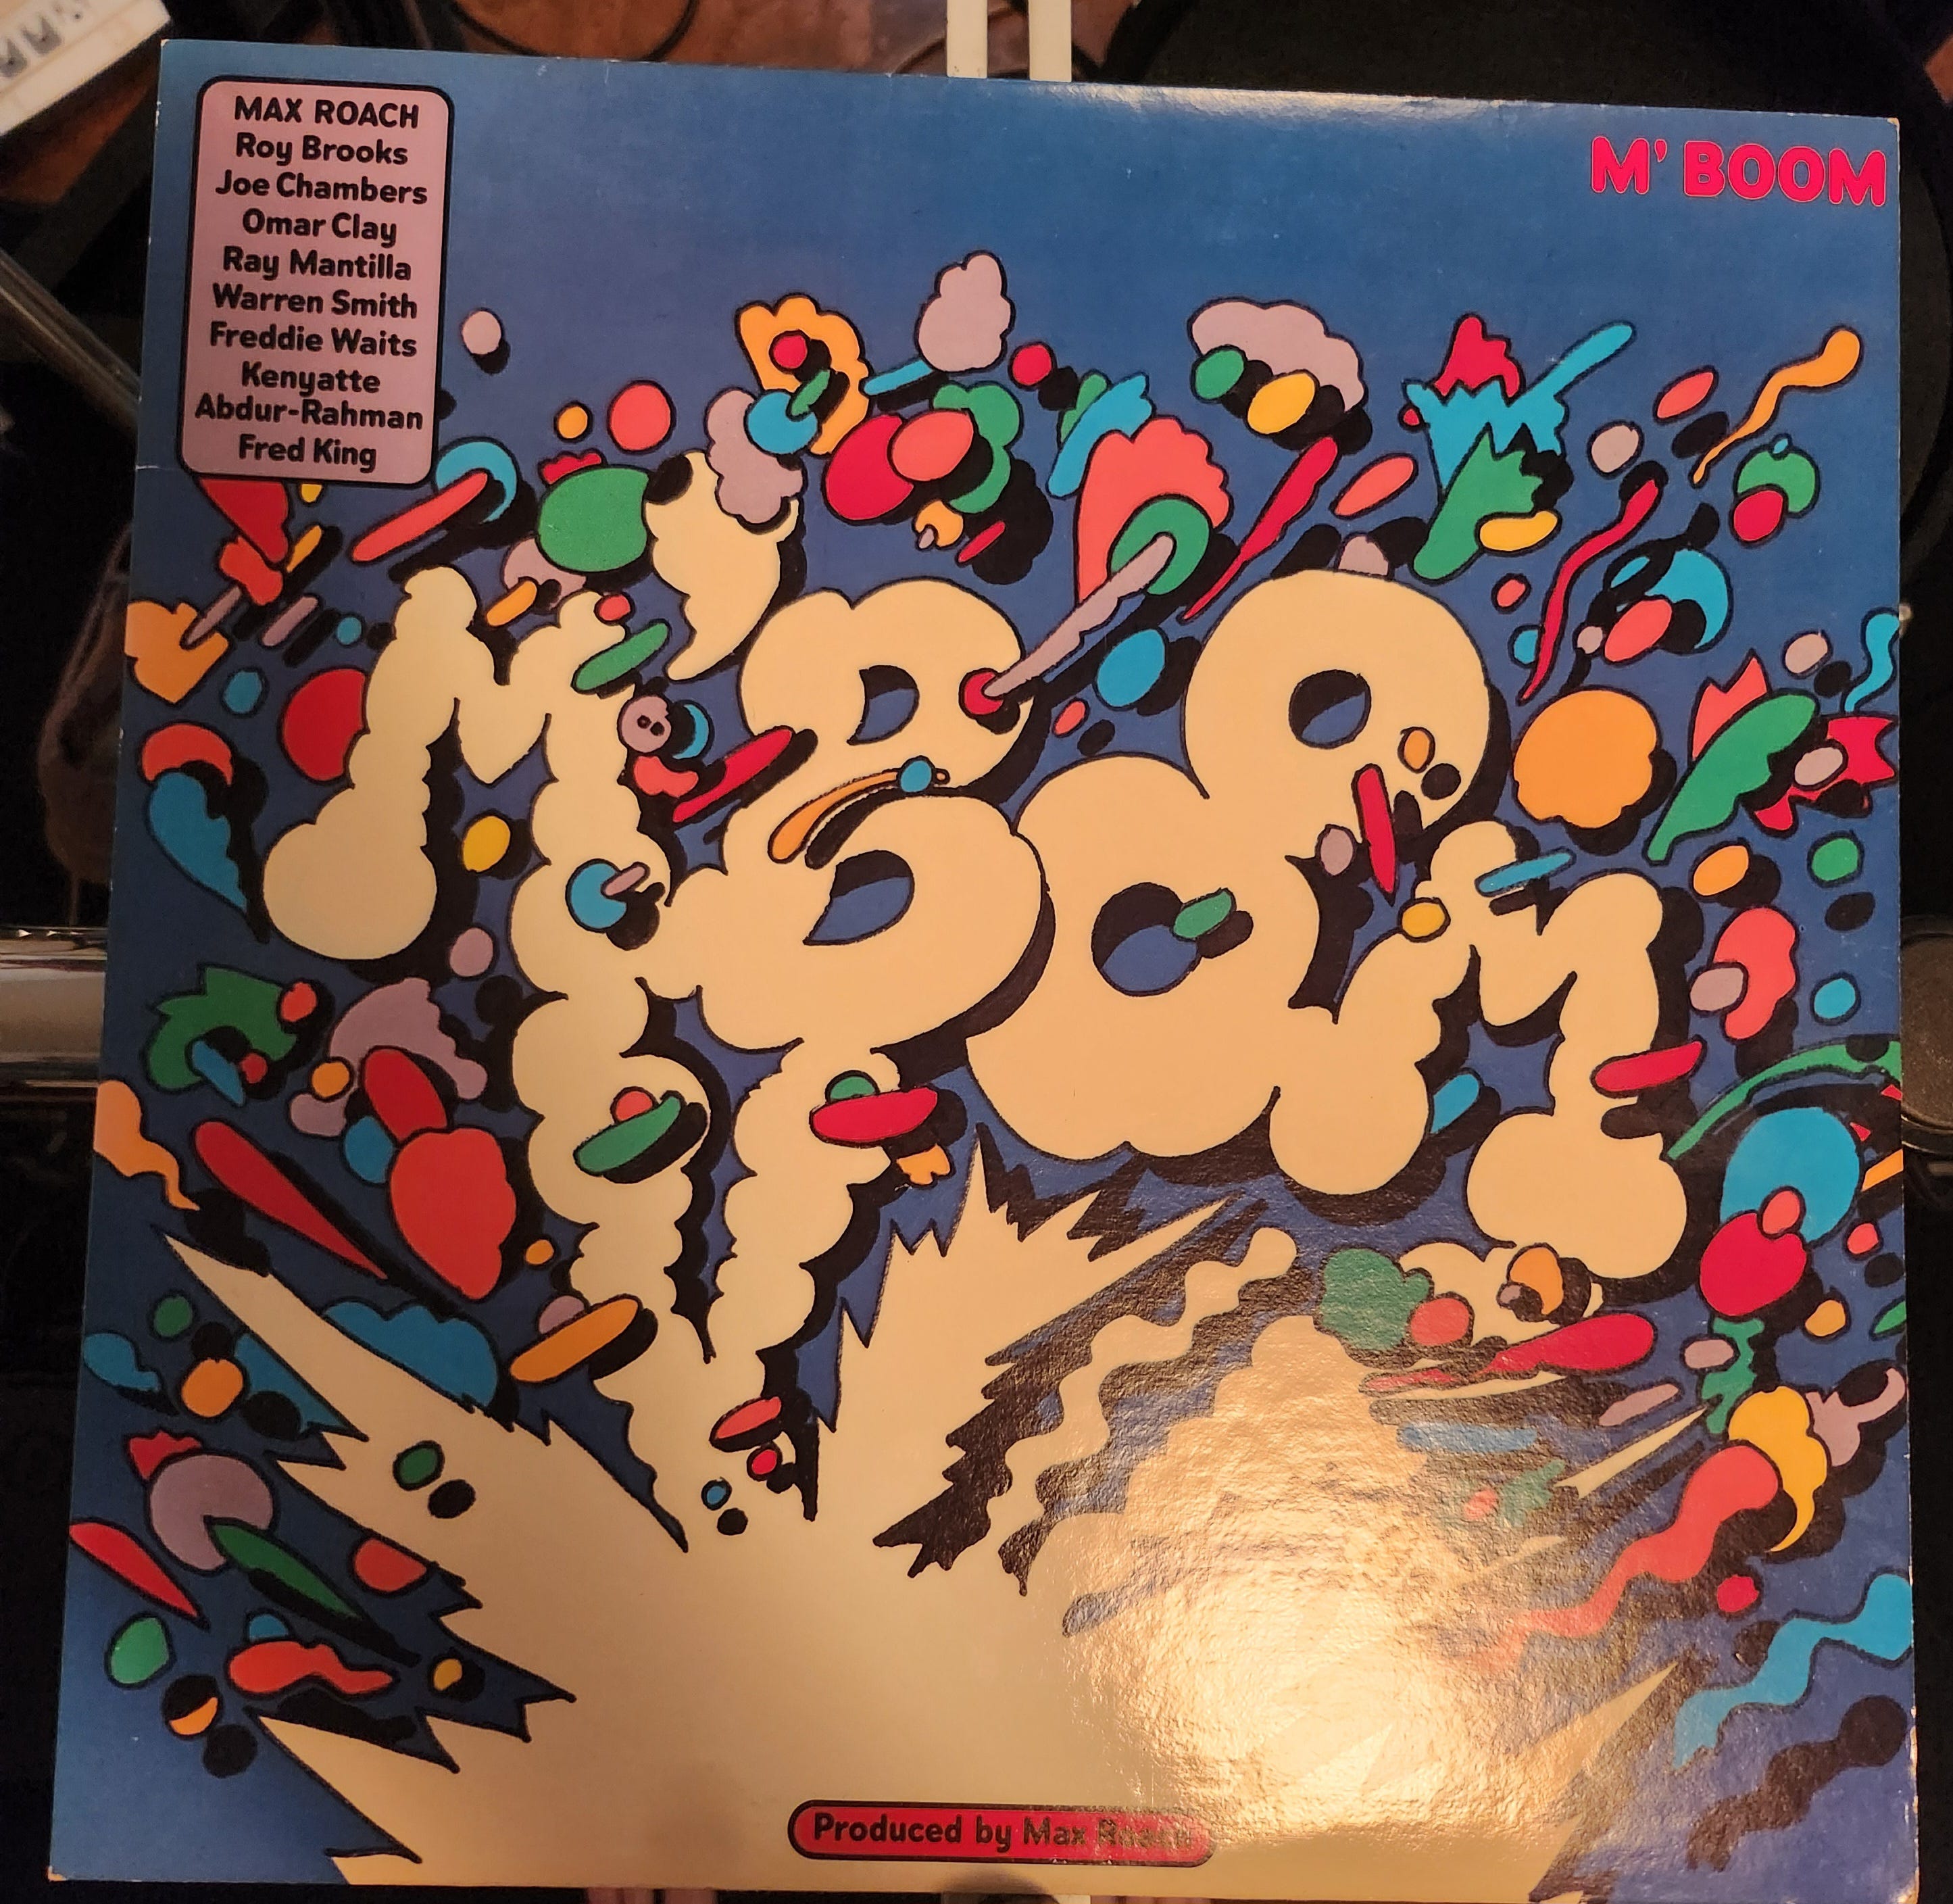 MAX ROACH
Roy Brooks
Joe Chambers
Omar Clay
Ray Mantilla
Warren Smith
Freddie Waits
Kenyatte
Abdur-Rahman
Fred King
M' BOOM
M'BOOM
Produced by Max Roach